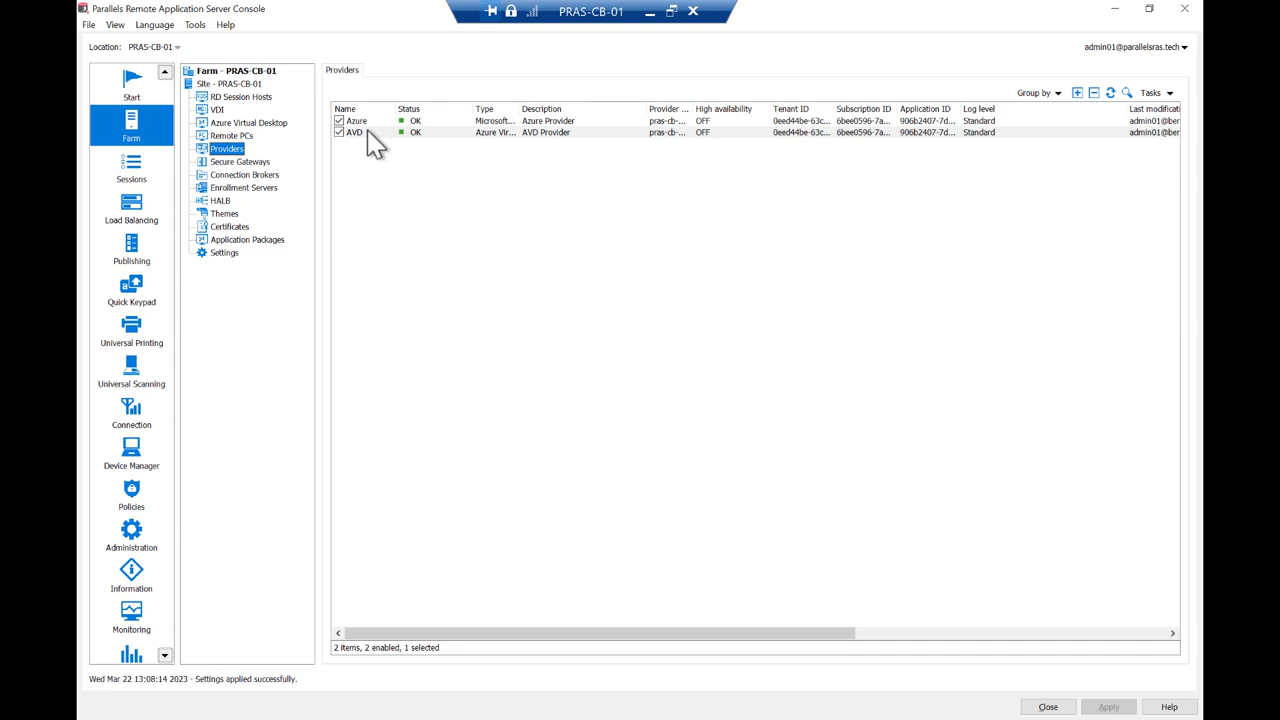 Parallels Remote Application Server Console
PRAS-CB-01
File View Language Tools Help
Location: PRAS-CB-01
admin01@parallelsras.tech
Start
Farm
Sessions
Load Balancing
Publishing
Quick Keypad
Universal Printing
Universal Scanning
Connection
Device Manager
Policies
Administration
Information
Monitoring
Farm - PRAS-CB-01
Site - PRAS-CB-01
RD Session Hosts
VDI
Azure Virtual Desktop
Remote PCs
Providers
Secure Gateways
Connection Brokers
Enrollment Servers
HALB
Themes
Certificates
Application Packages
Settings
Providers
Group by Tasks
Name Status Type Description Provider ... High availability Tenant ID Subscription ID Application ID Log level Last modificati
Azure OK Microsoft... Azure Provider pras-cb-... OFF 0eed44be-63c... 6bee0596-7a... 906b2407-7d... Standard admin01@ber
AVD OK Azure Vir... AVD Provider pras-cb-... OFF 0eed44be-63c... 6bee0596-7a... 906b2407-7d... Standard admin01@ber
2 items, 2 enabled, 1 selected
Wed Mar 22 13:08:14 2023 - Settings applied successfully.
Close Apply Help